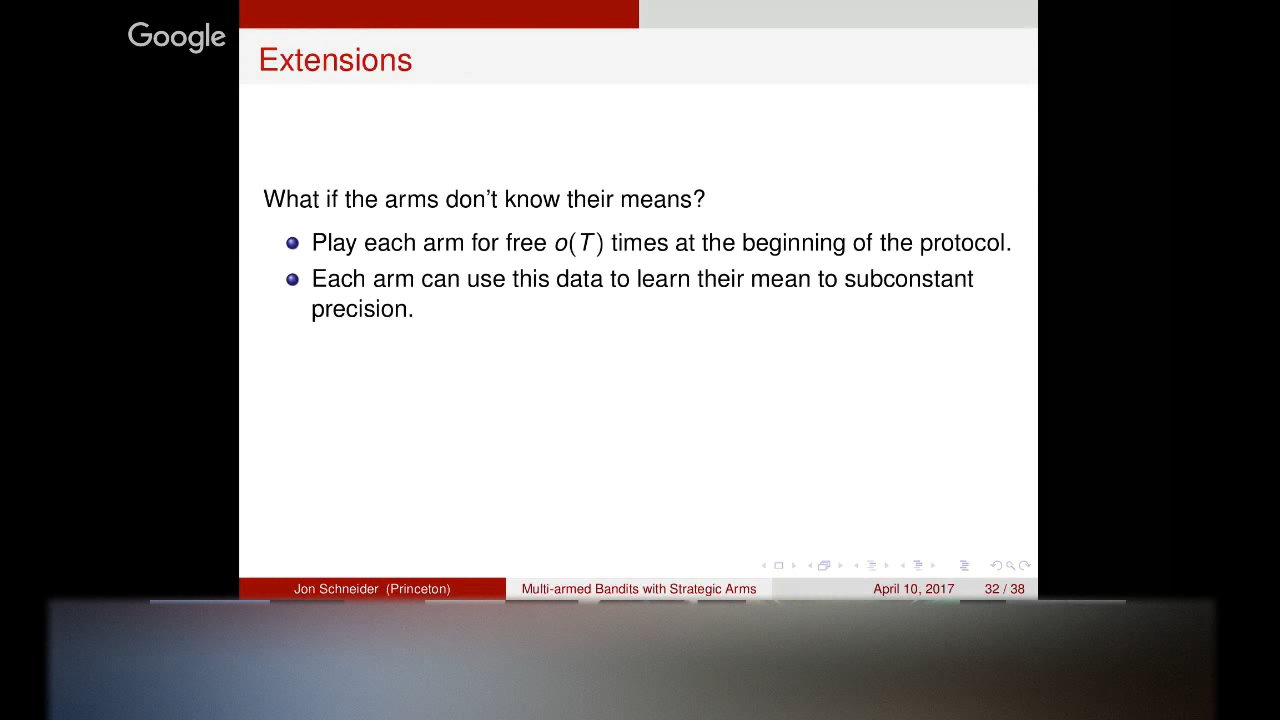 Google
Extensions
What if the arms don't know their means?
Play each arm for free o(T) times at the beginning of the protocol.
Each arm can use this data to learn their mean to subconstant
precision.
Jon Schneider (Princeton) Multi-armed Bandits with Strategic Arms April 10, 2017 32 / 38